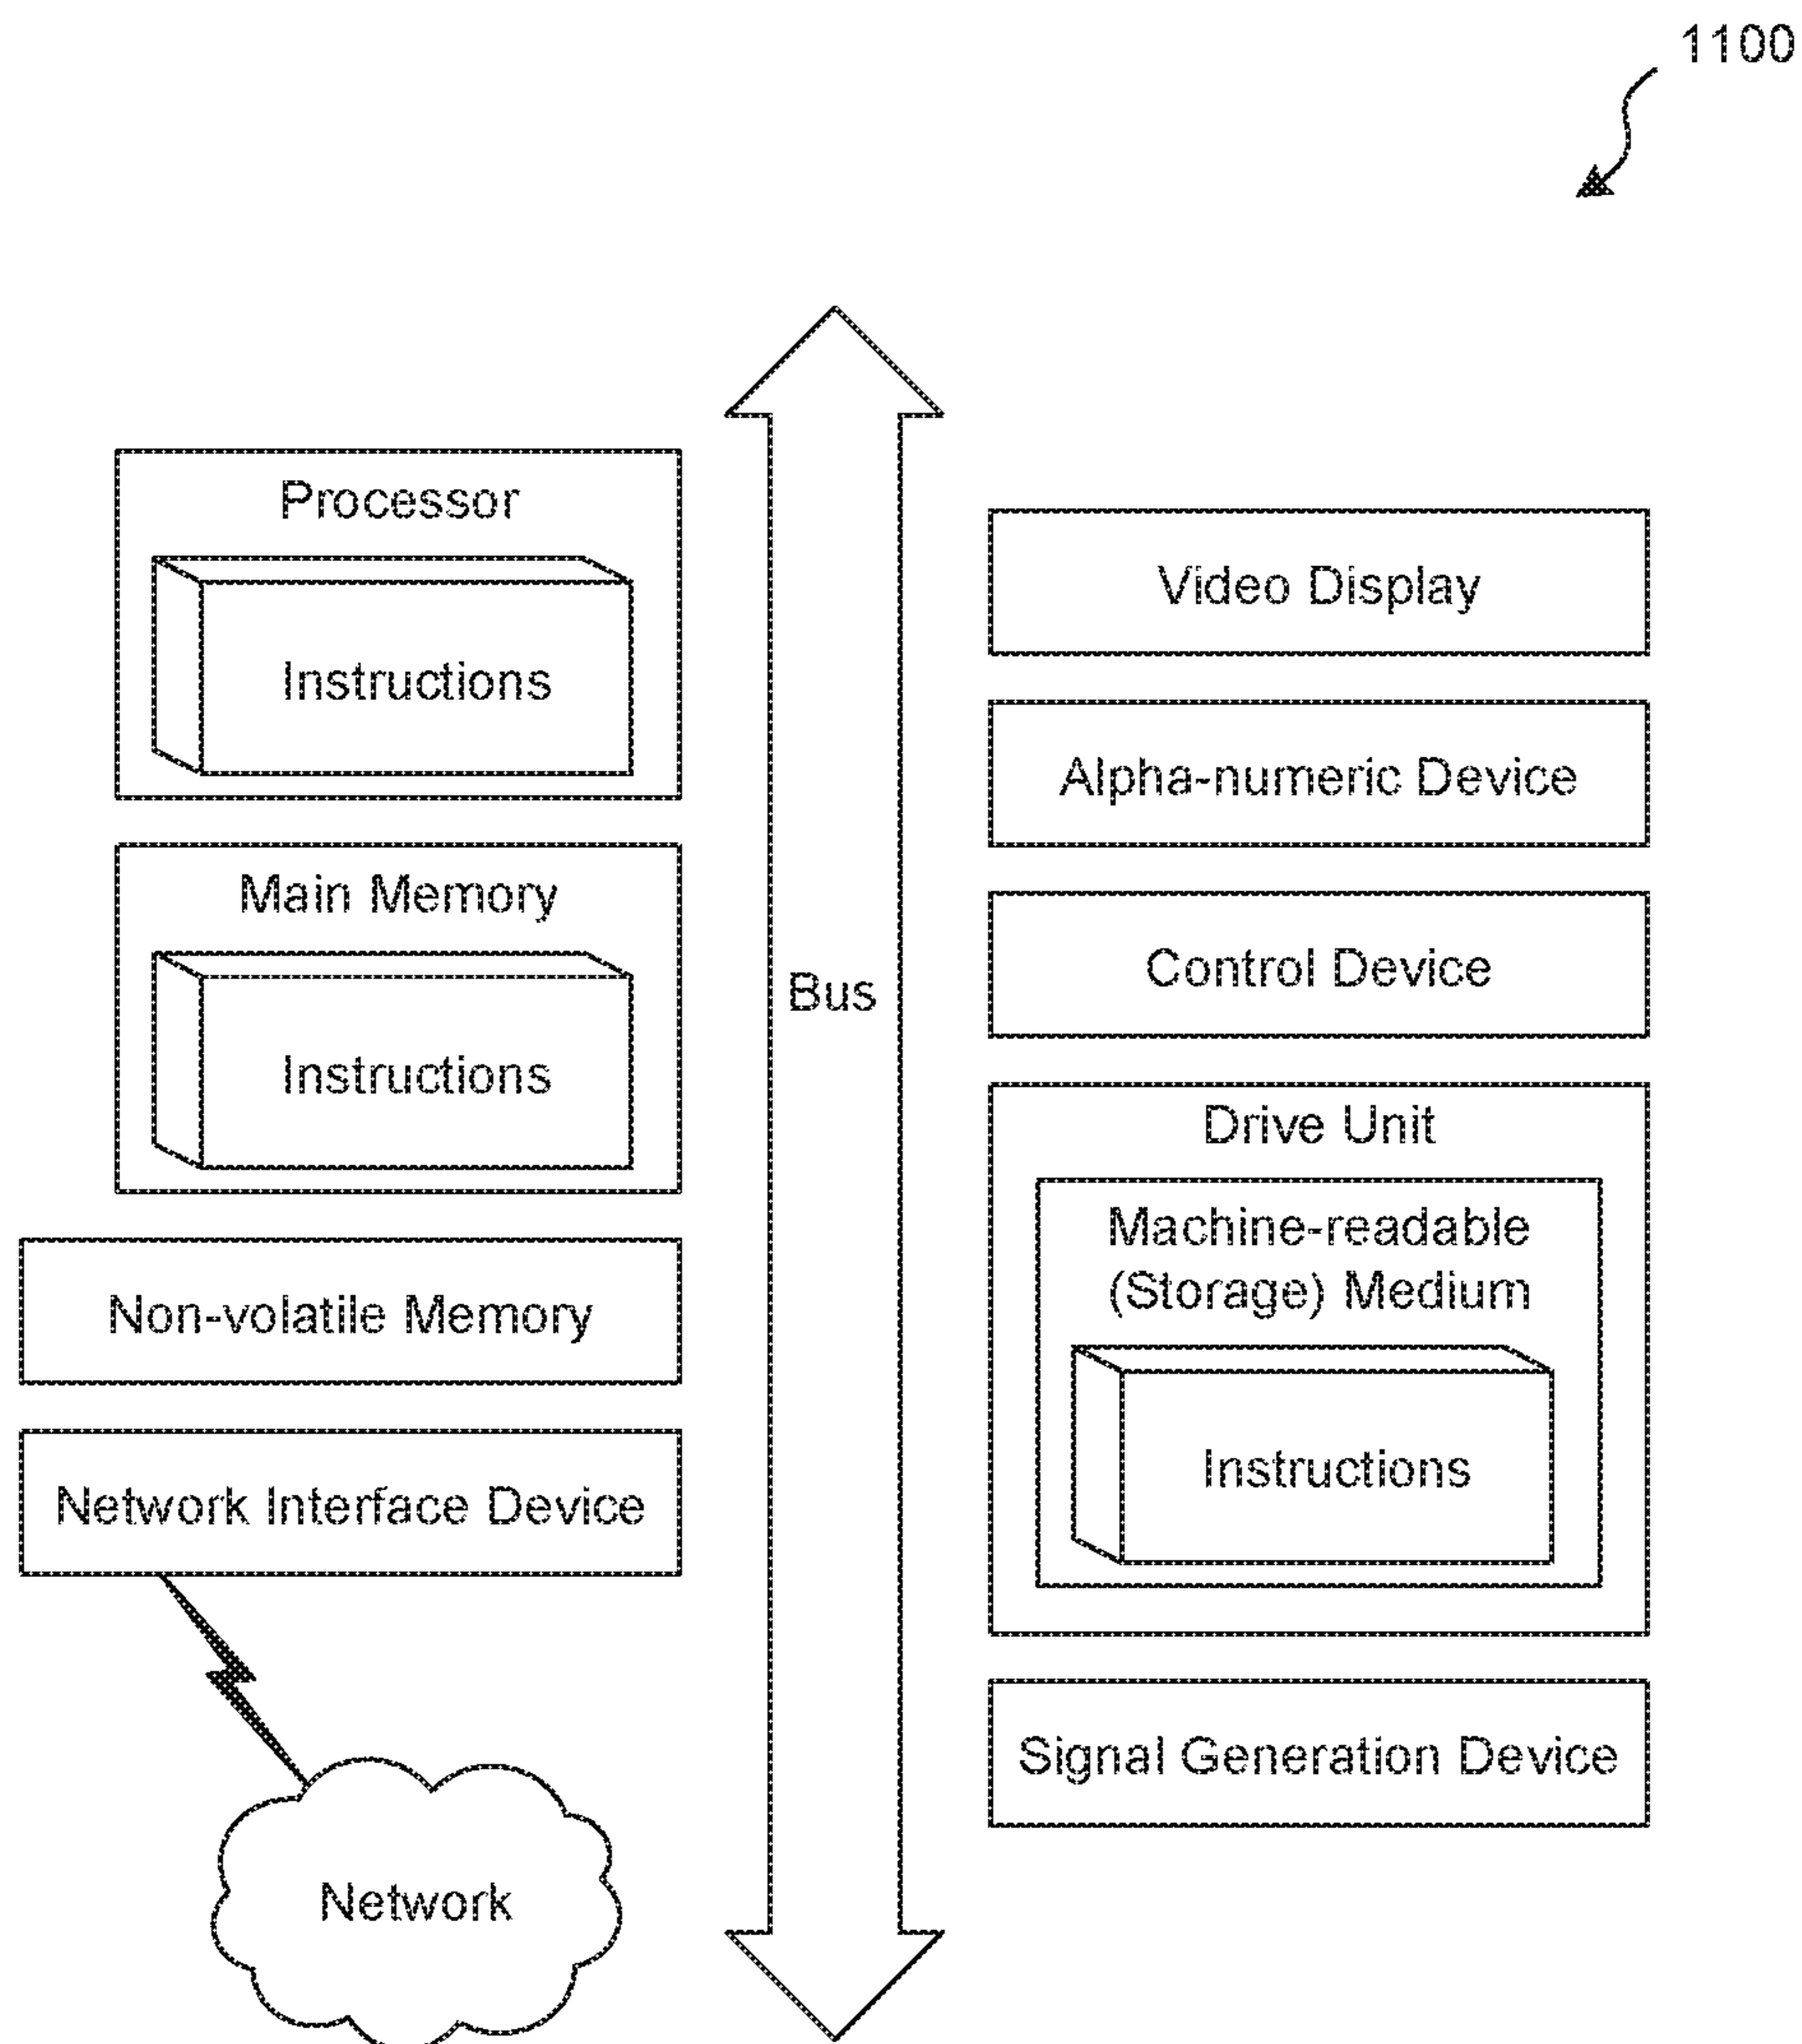 1100
Processor
Instructions
Main Memory
Instructions
Non-volatile Memory
Network Interface Device
Network
Bus
Video Display
Alpha-numeric Device
Control Device
Drive Unit
Machine-readable
(Storage) Medium
Instructions
Signal Generation Device